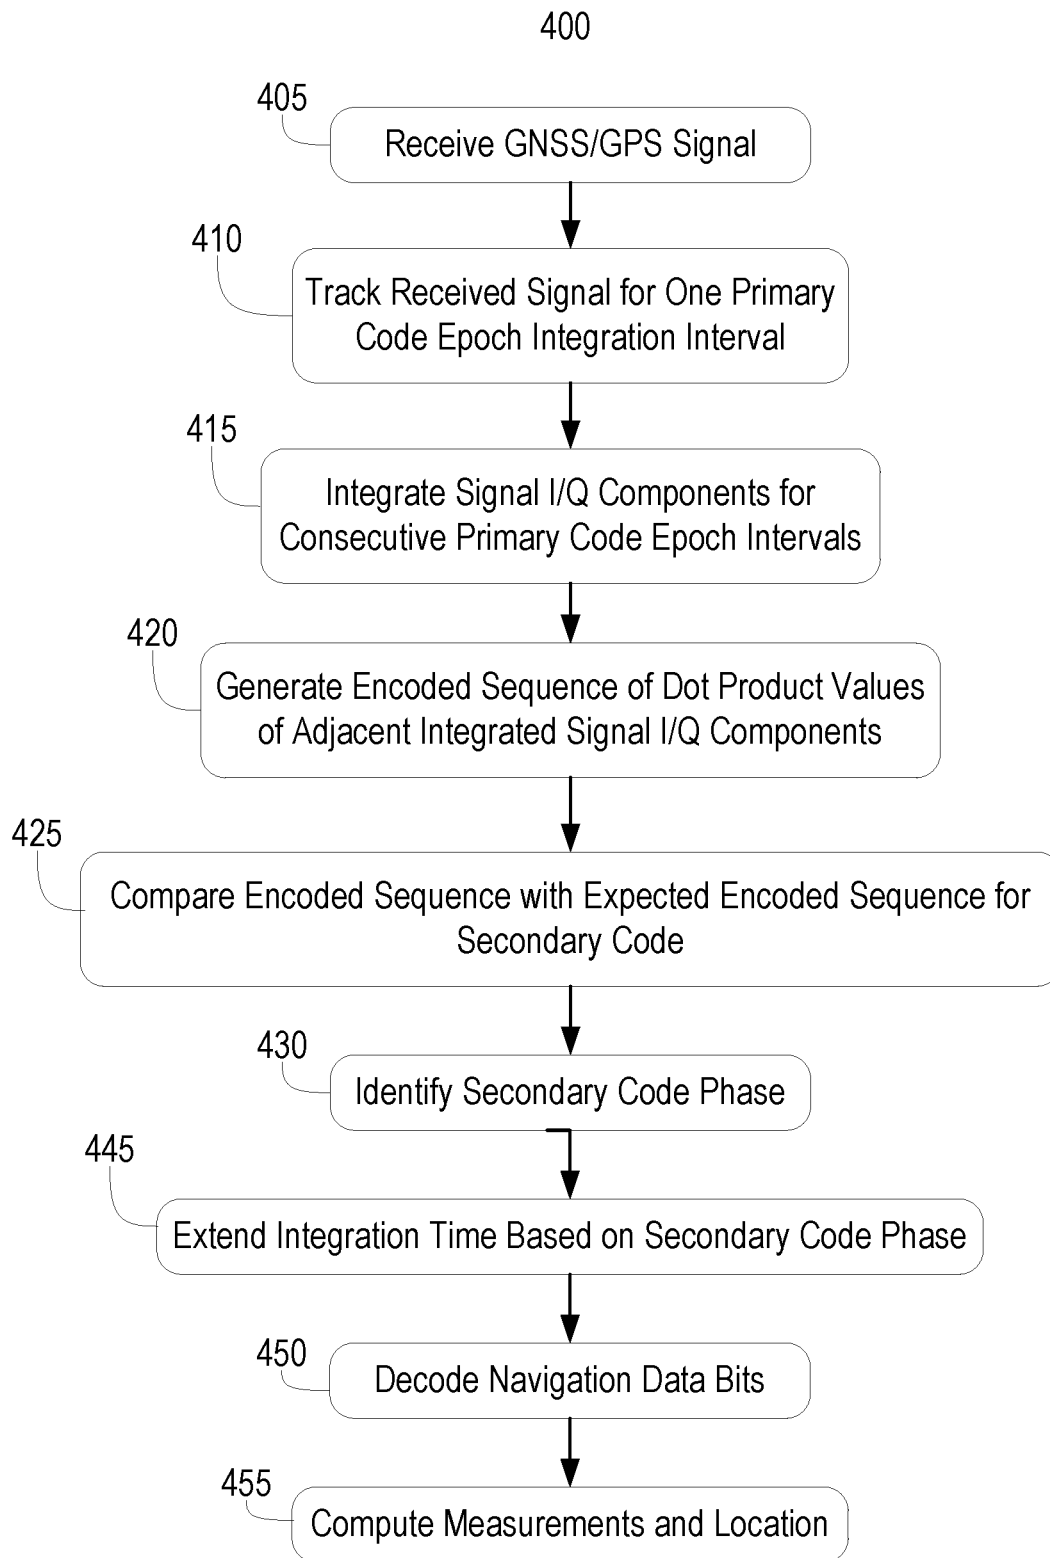 400
405
Receive GNSS/GPS Signal
410
Track Received Signal for One Primary
Code Epoch Integration Interval
415
Integrate Signal I/Q Components for
Consecutive Primary Code Epoch Intervals
420
Generate Encoded Sequence of Dot Product Values
of Adjacent Integrated Signal I/Q Components
425
Compare Encoded Sequence with Expected Encoded Sequence for
Secondary Code
430
Identify Secondary Code Phase
445
Extend Integration Time Based on Secondary Code Phase
450
Decode Navigation Data Bits
455
Compute Measurements and Location